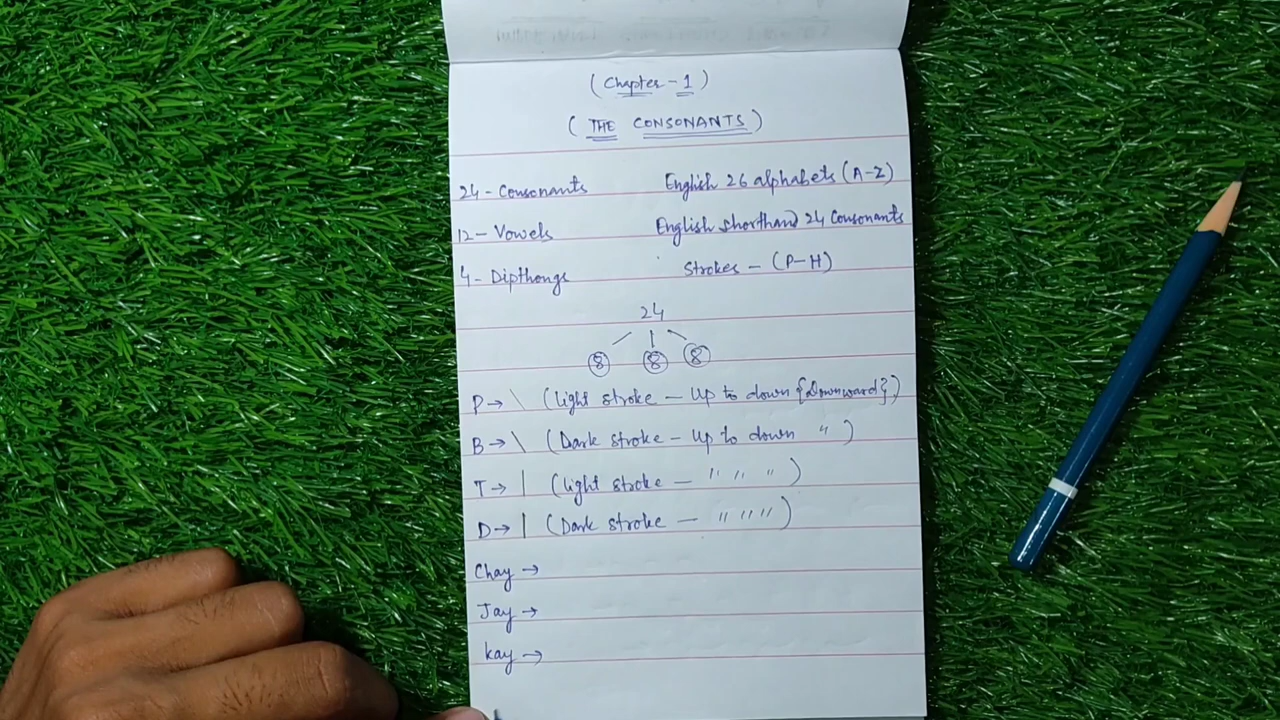 (Chapter - 1)
(THE CONSONANTS)
24 - Consonants English 26 alphabets (A-Z)
12 - Vowels English shorthand 24 Consonants
4 - Dipthongs Strokes - (P-H)
24
8 8 8
P → \ (light stroke - Up to down {Downward})
B → \ (Dark stroke - Up to down " )
T → | (light stroke - " " " )
D → | (Dark stroke - " " " )
Chay →
Jay →
kay →